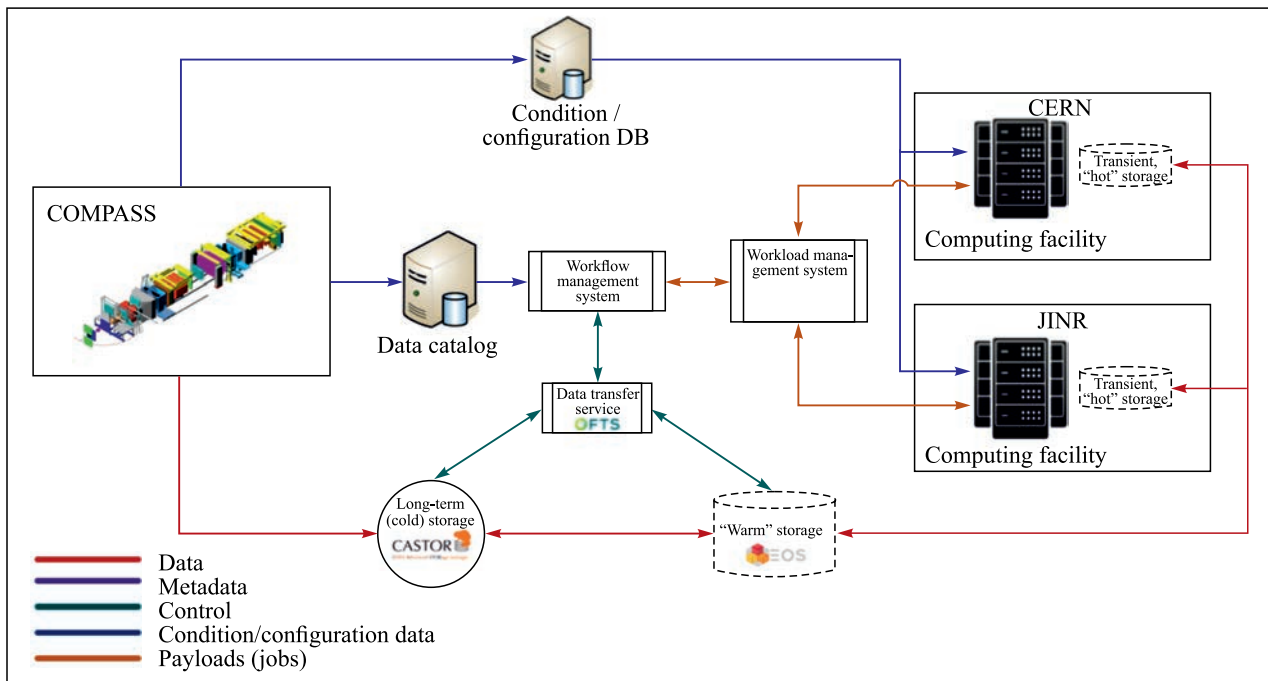 Condition /
configuration DB
CERN
Transient,
“hot” storage
Computing facility
COMPASS
Data catalog
Workflow
management
system
Workload man-
agement system
JINR
Transient,
“hot” storage
Computing facility
Data transfer
service
FTS
Long-term
(cold) storage
CASTOR
“Warm” storage
EOS
Data
Metadata
Control
Condition/configuration data
Payloads (jobs)